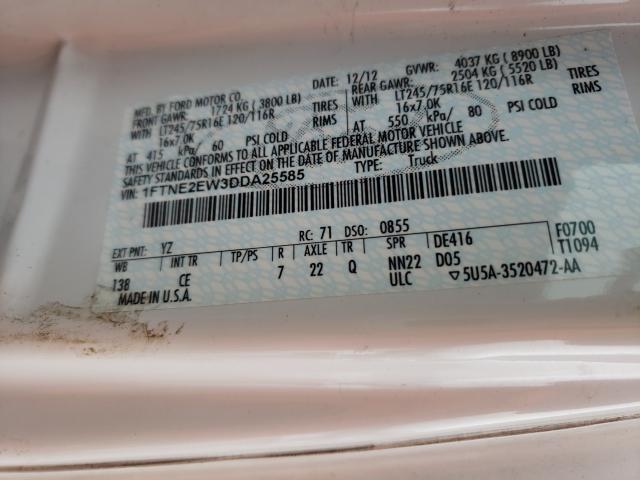 MFD. BY FORD MOTOR CO. DATE: 12/12 GVWR: 4037 KG ( 8900 LB)
FRONT GAWR: 1724 KG ( 3800 LB) REAR GAWR: 2504 KG ( 5520 LB)
WITH LT245/75R16E 120/116R TIRES WITH LT245/75R16E 120/116R TIRES
16x7.0K RIMS 16x7.0K RIMS
AT 415 kPa/ 60 PSI COLD AT 550 kPa/ 80 PSI COLD
THIS VEHICLE CONFORMS TO ALL APPLICABLE FEDERAL MOTOR VEHICLE
SAFETY STANDARDS IN EFFECT ON THE DATE OF MANUFACTURE SHOWN ABOVE.
VIN: 1FTNE2EW3DDA25585 TYPE: Truck
EXT PNT: YZ RC: 71 DSO: 0855 F0700
WB INT TR TP/PS R AXLE TR SPR DE416 T1094
138 CE 7 22 Q NN22 D05
MADE IN U.S.A. ULC ▽5U5A-3520472-AA